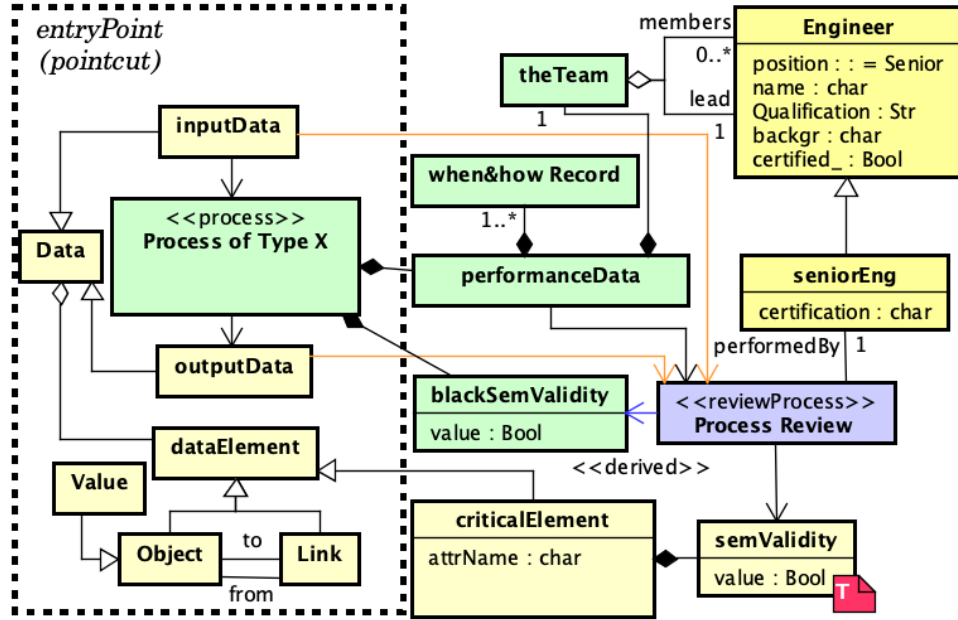 entryPoint
(pointcut)
inputData
<<process>>
Process of Type X
Data
outputData
dataElement
Value
Object
to
from
Link
theTeam
1
members
0..*
lead
1
Engineer
position : : = Senior
name : char
Qualification : Str
backgr : char
certified_ : Bool
when&how Record
1..*
performanceData
seniorEng
certification : char
performedBy
1
blackSemValidity
value : Bool
<<reviewProcess>>
Process Review
<<derived>>
criticalElement
attrName : char
semValidity
value : Bool
T